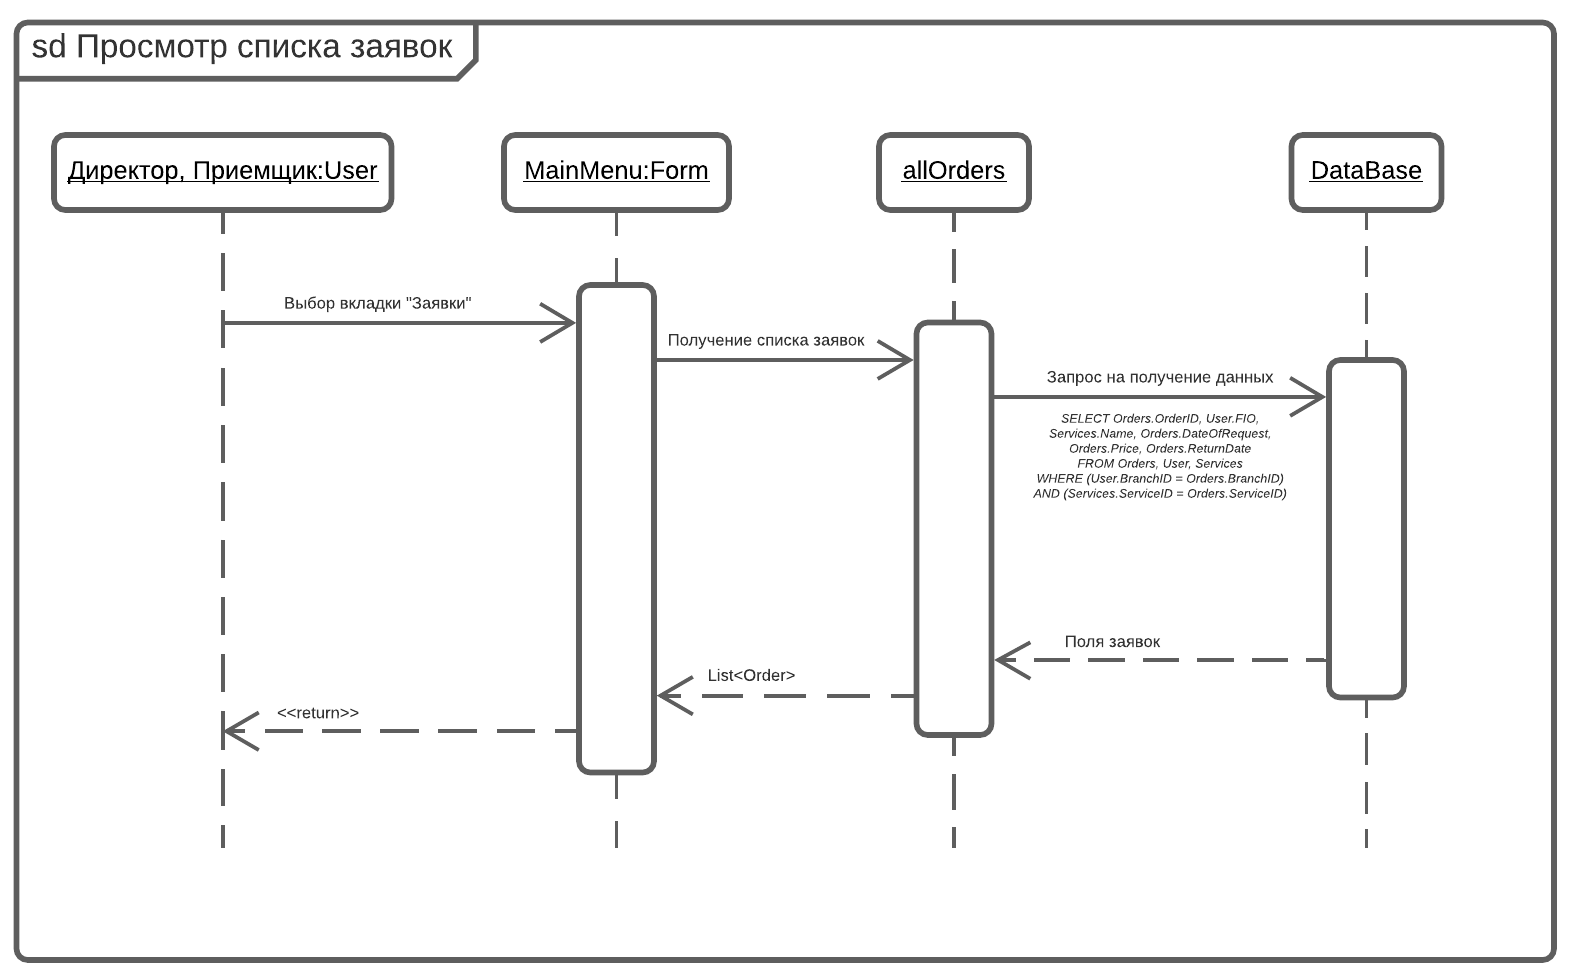 sd Просмотр списка заявок
Директор, Приемщик:User
MainMenu:Form
allOrders
DataBase
Выбор вкладки "Заявки"
Получение списка заявок
Запрос на получение данных
SELECT Orders.OrderID, User.FIO,
Services.Name, Orders.DateOfRequest,
Orders.Price, Orders.ReturnDate
FROM Orders, User, Services
WHERE (User.BranchID = Orders.BranchID)
AND (Services.ServiceID = Orders.ServiceID)
Поля заявок
List<Order>
<<return>>